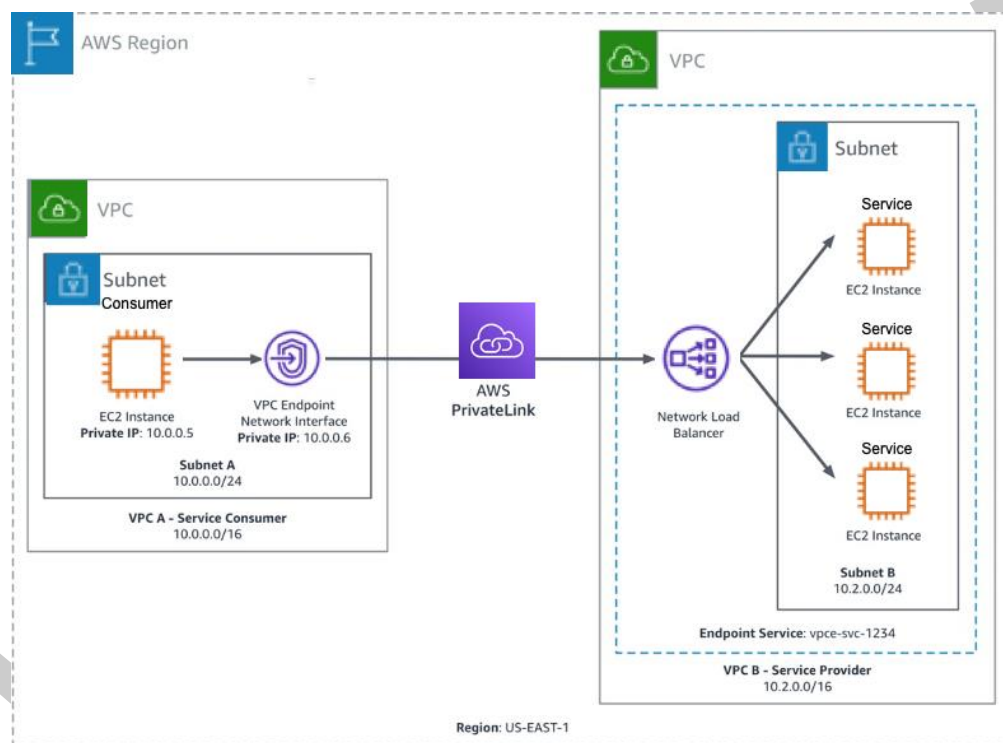 AWS Region
VPC
Subnet
Consumer
EC2 Instance
Private IP: 10.0.0.5
VPC Endpoint
Network Interface
Private IP: 10.0.0.6
Subnet A
10.0.0.0/24
VPC A - Service Consumer
10.0.0.0/16
AWS
PrivateLink
VPC
Subnet
Service
EC2 Instance
Service
EC2 Instance
Service
EC2 Instance
Network Load
Balancer
Subnet B
10.2.0.0/24
Endpoint Service: vpce-svc-1234
VPC B - Service Provider
10.2.0.0/16
Region: US-EAST-1